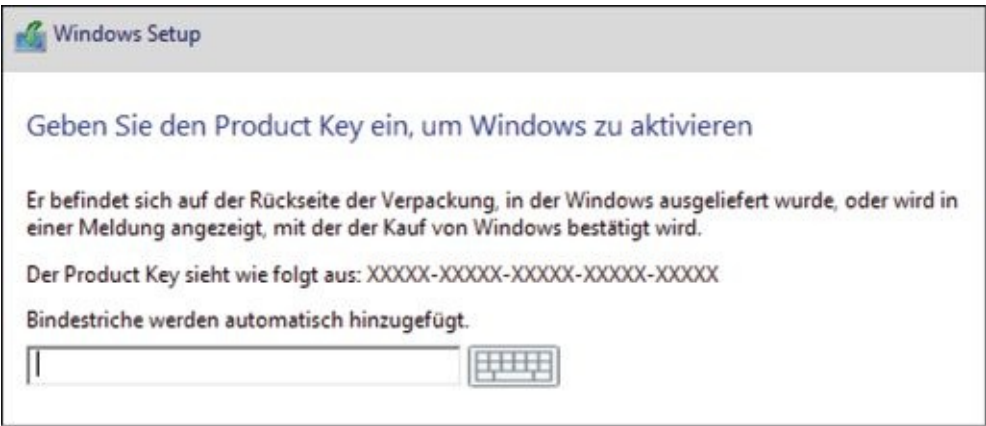 Windows Setup
Geben Sie den Product Key ein, um Windows zu aktivieren
Er befindet sich auf der Rückseite der Verpackung, in der Windows ausgeliefert wurde, oder wird in
einer Meldung angezeigt, mit der der Kauf von Windows bestätigt wird.
Der Product Key sieht wie folgt aus: XXXXX-XXXXX-XXXXX-XXXXX-XXXXX
Bindestriche werden automatisch hinzugefügt.